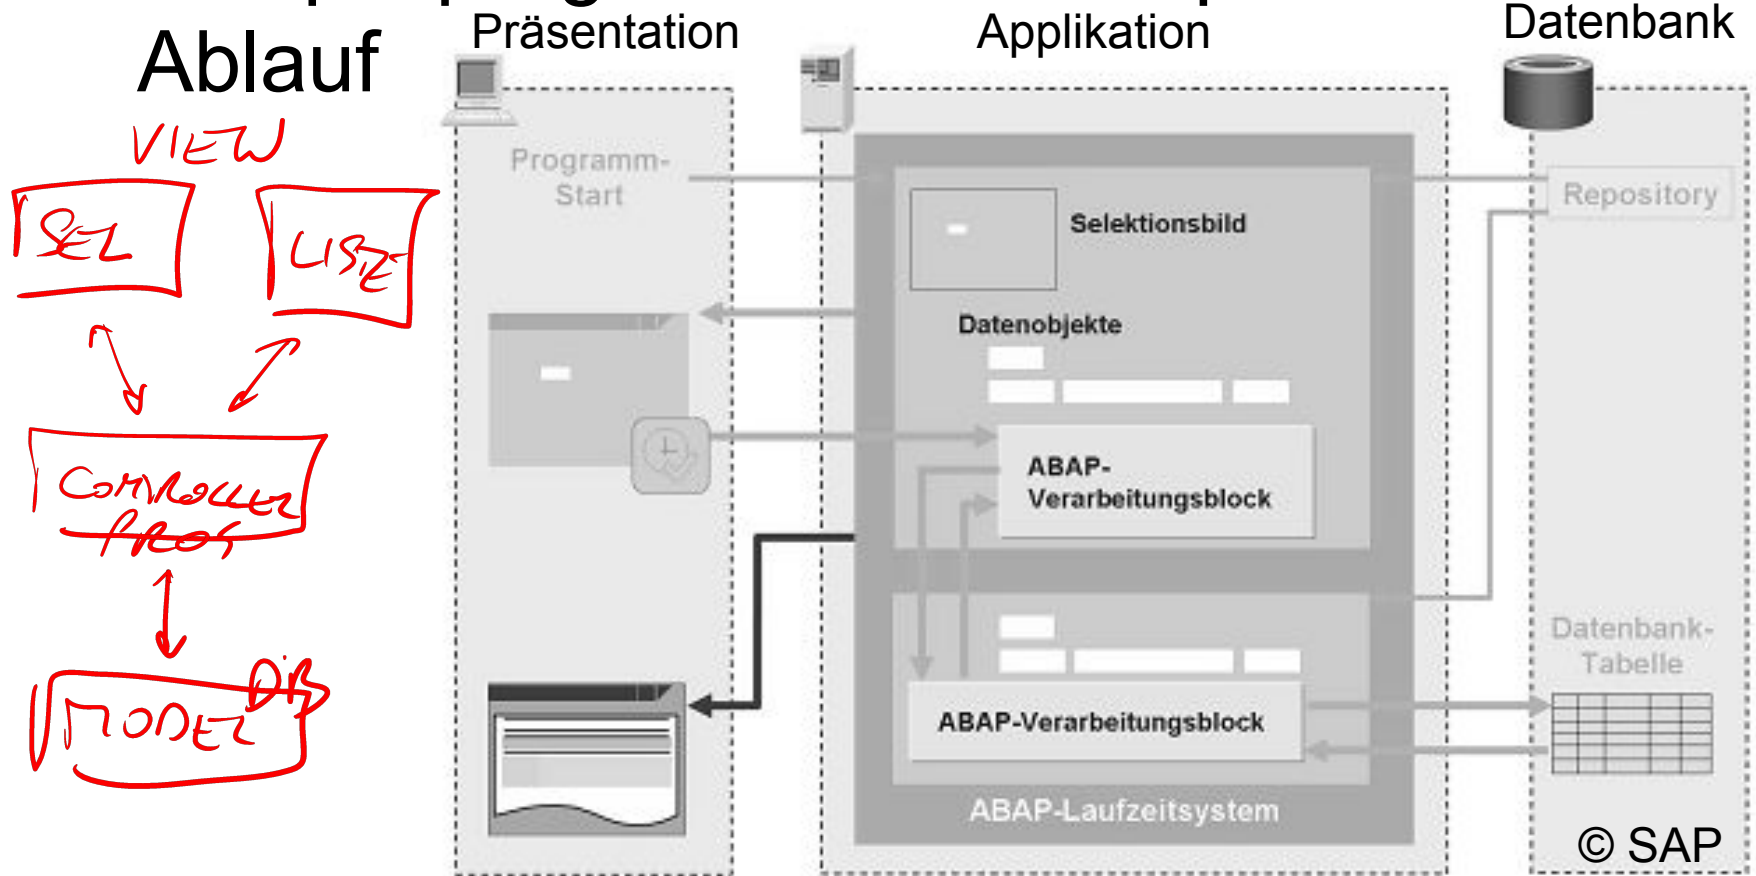 Ablauf
Präsentation
Applikation
Datenbank
VIEW
SEL
LISTE
CONTROLLER
PROG
MODEL
DB
Programm-
Start
Selektionsbild
Datenobjekte
ABAP-
Verarbeitungsblock
ABAP-Verarbeitungsblock
ABAP-Laufzeitsystem
Repository
Datenbank-
Tabelle
© SAP